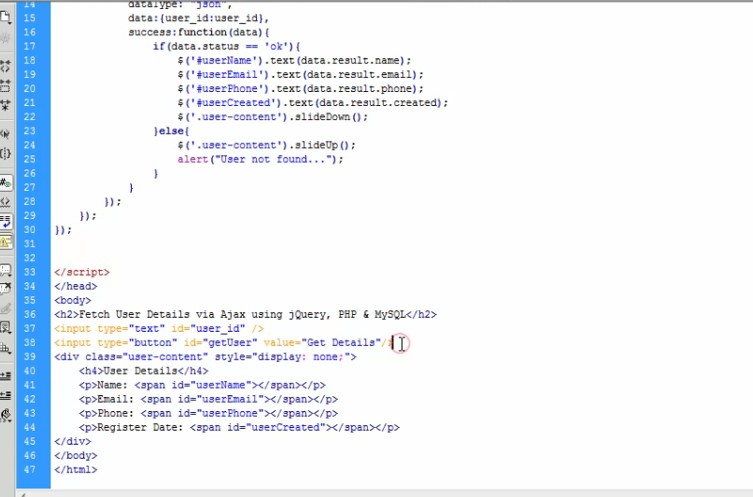 14 datatype: "json",
15 data:{user_id:user_id},
16 success:function(data){
17 if(data.status == 'ok'){
18 $('#userName').text(data.result.name);
19 $('#userEmail').text(data.result.email);
20 $('#userPhone').text(data.result.phone);
21 $('#userCreated').text(data.result.created);
22 $('.user-content').slideDown();
23 }else{
24 $('.user-content').slideUp();
25 alert("User not found...");
26 }
27 }
28 });
29 });
30 });
31
32
33 </script>
34 </head>
35 <body>
36 <h2>Fetch User Details via Ajax using jQuery, PHP & MySQL</h2>
37 <input type="text" id="user_id" />
38 <input type="button" id="getUser" value="Get Details"/>
39 <div class="user-content" style="display: none;">
40 <h4>User Details</h4>
41 <p>Name: <span id="userName"></span></p>
42 <p>Email: <span id="userEmail"></span></p>
43 <p>Phone: <span id="userPhone"></span></p>
44 <p>Register Date: <span id="userCreated"></span></p>
45 </div>
46 </body>
47 </html>